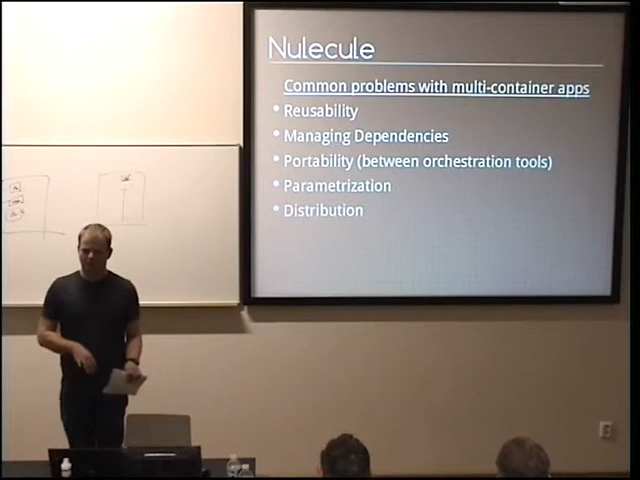 Nulecule
Common problems with multi-container apps
• Reusability
• Managing Dependencies
• Portability (between orchestration tools)
• Parametrization
• Distribution